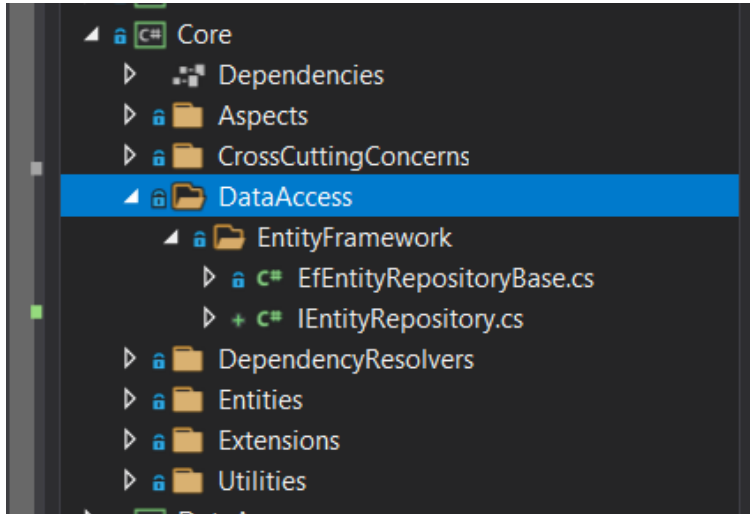 C# Core
Dependencies
Aspects
CrossCuttingConcerns
DataAccess
EntityFramework
C# EfEntityRepositoryBase.cs
+ C# IEntityRepository.cs
DependencyResolvers
Entities
Extensions
Utilities